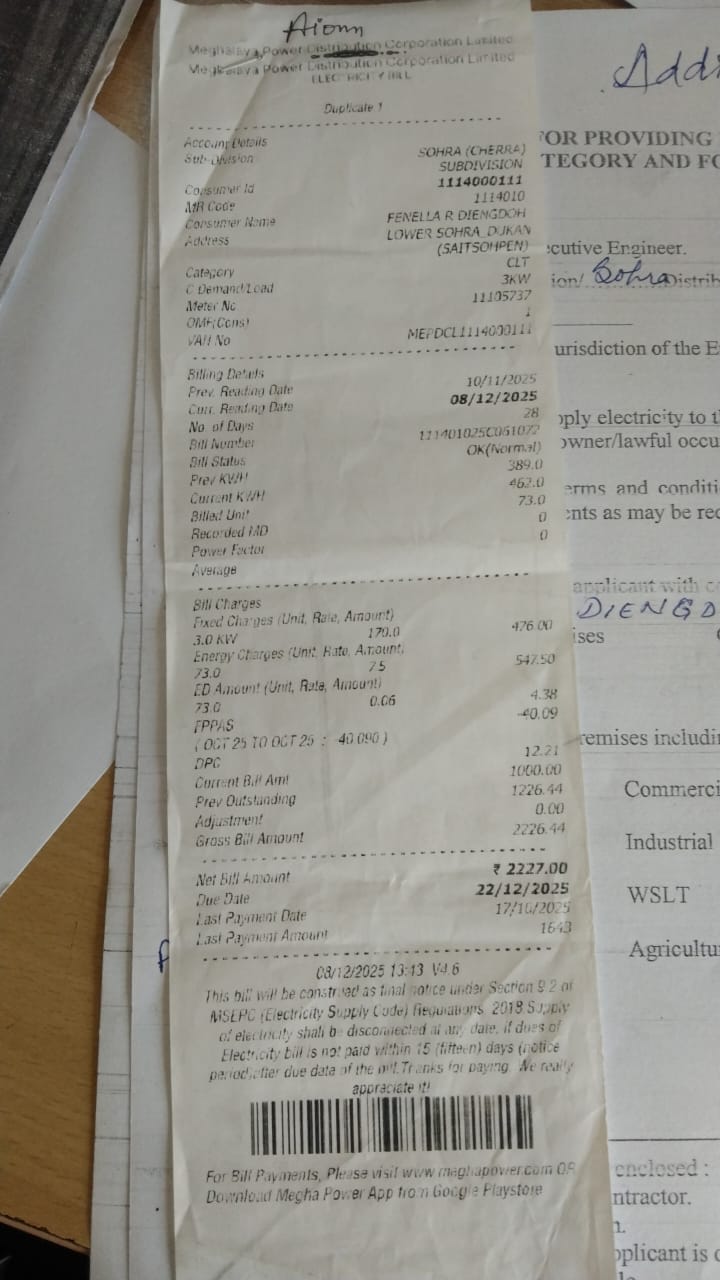 Aiom
Meghalaya Power Distribution Corporation Limited
Meghalaya Power Distribution Corporation Limited
ELECTRICITY BILL
Duplicate 1
Account Details
Sub-Division SOHRA (CHERRA)
SUBDIVISION
Consumer Id 1114000111
MR Code 1114010
Consumer Name FENELLA R DIENGDOH
Address LOWER SOHRA, DUKAN
(SAITSOHPEN)
Category CLT
C Demand/Load 3KW
Meter No 11105737
OMF(Cons) 1
VAN No MEPDCL1114000111
Billing Details
Prev. Reading Date 10/11/2025
Curr. Reading Date 08/12/2025
No. of Days 28
Bill Number 111401025C061072
Bill Status OK(Normal)
Prev KWH 389.0
Current KWH 462.0
Billed Unit 73.0
Recorded MD 0
Power Factor 0
Average
Bill Charges
Fixed Charges (Unit, Rate, Amount)
3.0 KW 170.0 476.00
Energy Charges (Unit, Rate, Amount)
73.0 7.5 547.50
ED Amount (Unit, Rate, Amount)
73.0 0.06 4.38
FPPAS -40.09
( OCT 25 TO OCT 25 : -40.090 )
DPC 12.21
Current Bill Amt 1000.00
Prev Outstanding 1226.44
Adjustment 0.00
Gross Bill Amount 2226.44
Net Bill Amount ₹ 2227.00
Due Date 22/12/2025
Last Payment Date 17/10/2025
Last Payment Amount 1643
08/12/2025 13:13 V4.6
This bill will be construed as final notice under Section 9.2 of
MSERC (Electricity Supply Code) Regulations, 2018.Supply
of electricity shall be disconnected at any date, if dues of
Electricity bill is not paid within 15 (fifteen) days (notice
period)after due date of the bill.Thanks for paying. We really
appreciate it!
For Bill Payments, Please visit www.meghapower.com OR
Download Megha Power App from Google Playstore
Addi
FOR PROVIDING
TEGORY AND FO
ecutive Engineer.
ion/ Sohra Distrib
urisdiction of the E
pply electricity to t
owner/lawful occu
erms and conditi
ents as may be rec
applicant with c
DIENGD
ises
remises includi
Commerci
Industrial
WSLT
Agricultu
enclosed :
ntractor.
n.
pplicant is